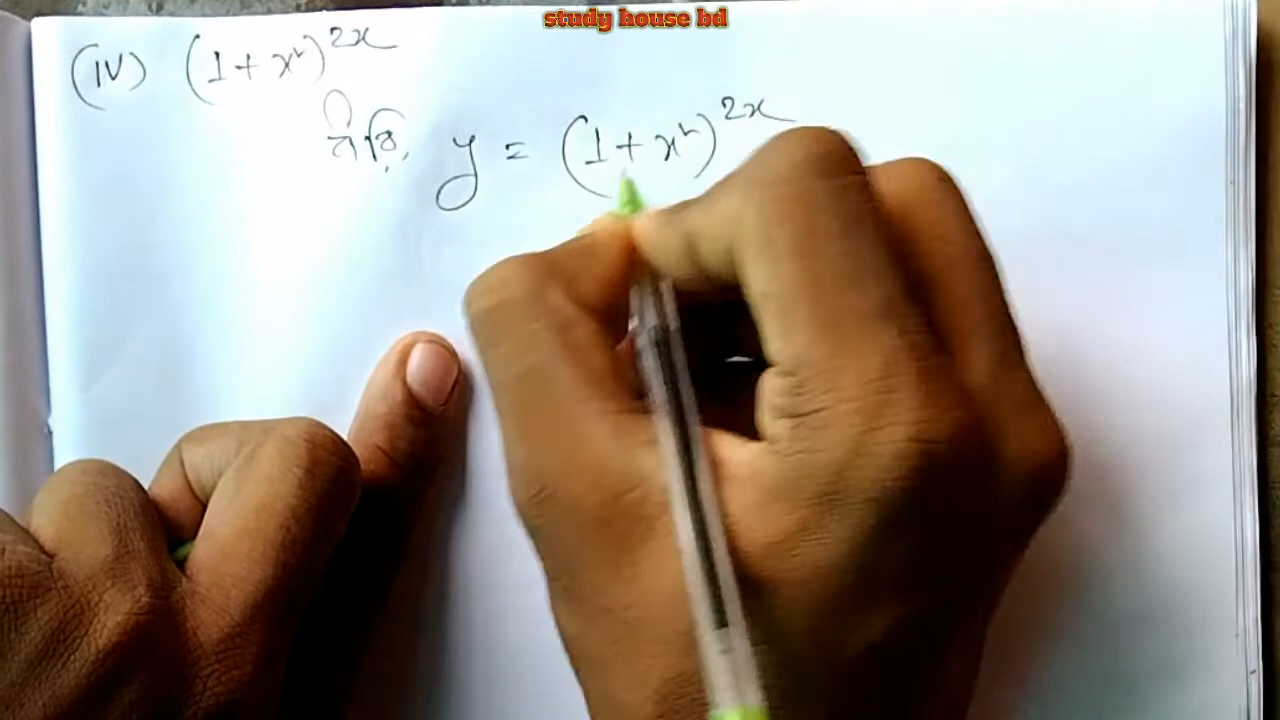 study house bd
(iv) (1+x²)^2x
ধরি, y = (1+x²)^2x